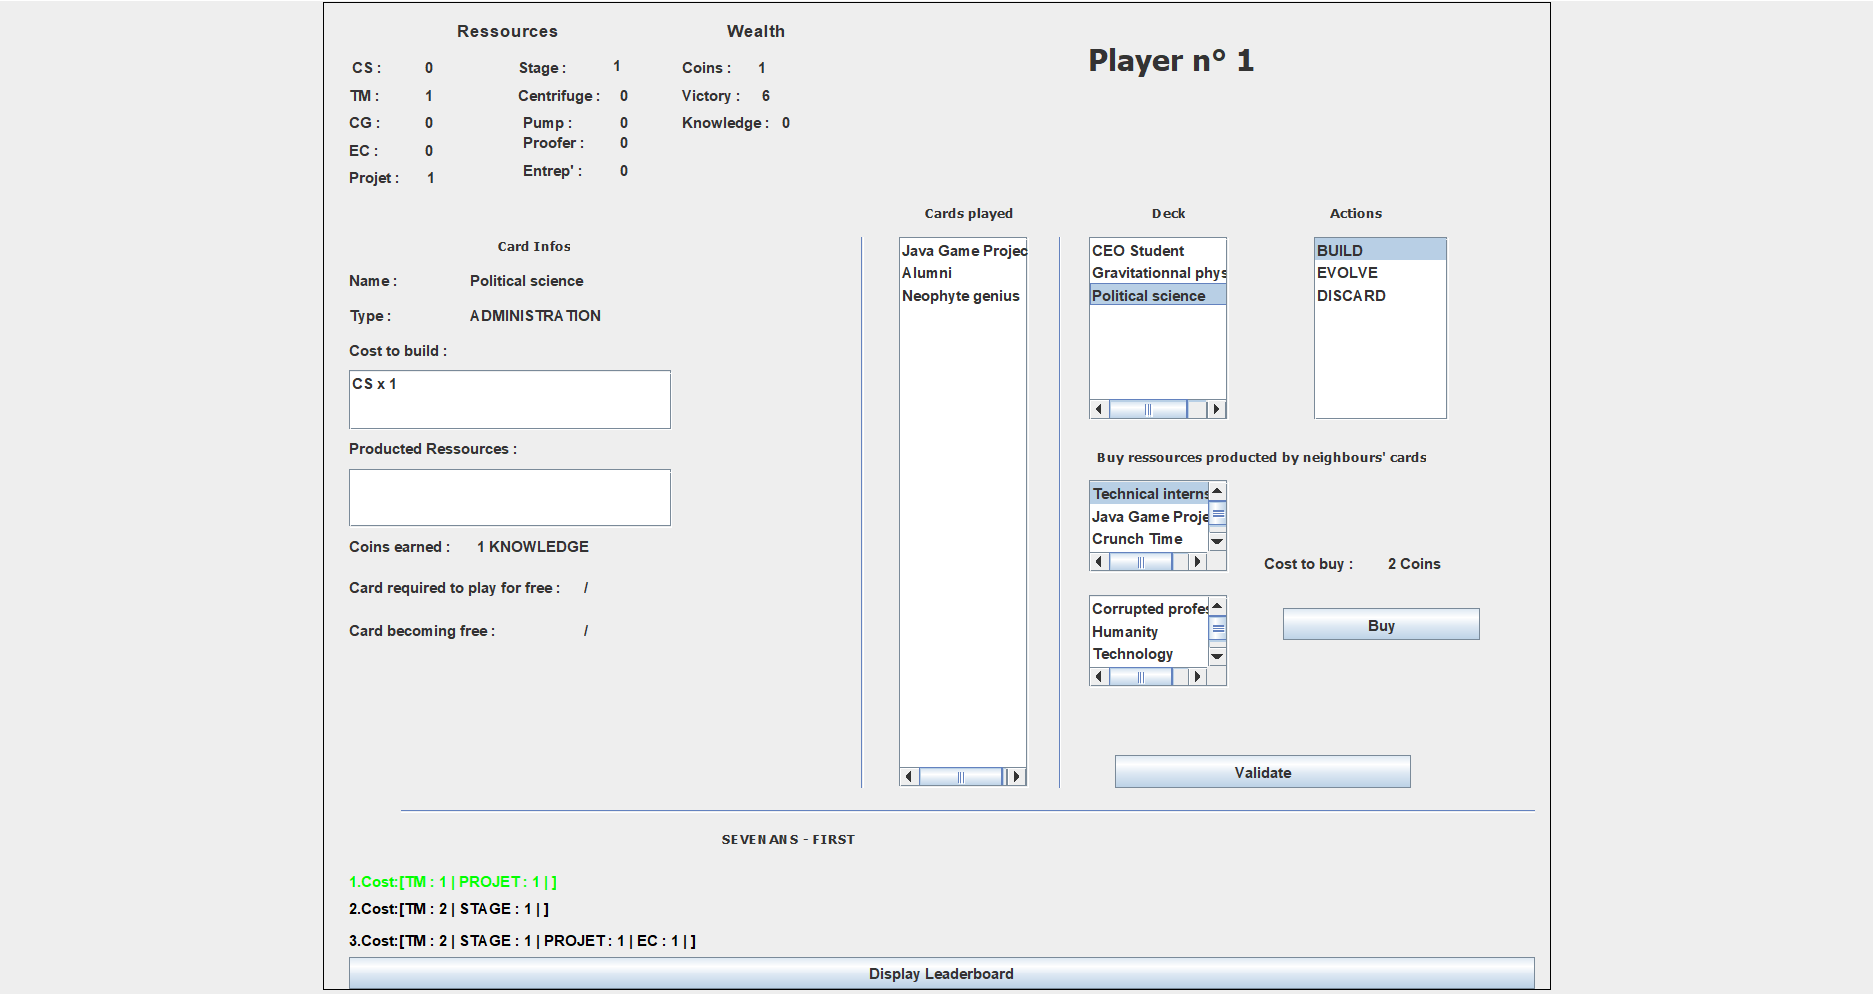 Ressources
Wealth
Player n° 1
CS : 0
Stage : 1
Coins : 1
TM : 1
Centrifuge : 0
Victory : 6
CG : 0
Pump : 0
Knowledge : 0
Proofer : 0
EC : 0
Entrep' : 0
Projet : 1
Cards played
Deck
Actions
Card Infos
Name : Political science
Type : ADMINISTRATION
Cost to build :
CS x 1
Producted Ressources :
Coins earned : 1 KNOWLEDGE
Card required to play for free : /
Card becoming free : /
Java Game Projec
Alumni
Neophyte genius
CEO Student
Gravitationnal phys
Political science
BUILD
EVOLVE
DISCARD
Buy ressources producted by neighbours' cards
Technical interns
Java Game Proje
Crunch Time
Cost to buy : 2 Coins
Corrupted profes
Humanity
Technology
Buy
Validate
SEVENANS - FIRST
1.Cost:[TM : 1 | PROJET : 1 | ]
2.Cost:[TM : 2 | STAGE : 1 | ]
3.Cost:[TM : 2 | STAGE : 1 | PROJET : 1 | EC : 1 | ]
Display Leaderboard